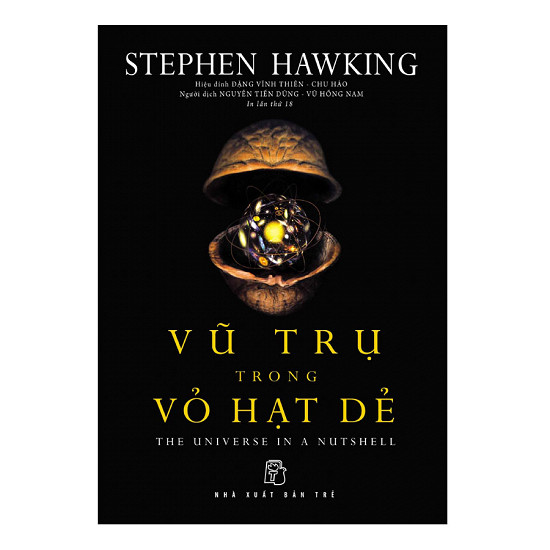 STEPHEN HAWKING
Hiệu đính ĐẶNG VĨNH THIÊN - CHU HẢO
Người dịch NGUYỄN TIẾN DŨNG - VŨ HỒNG NAM
In lần thứ 18
VŨ TRỤ
TRONG
VỎ HẠT DẺ
THE UNIVERSE IN A NUTSHELL
NHÀ XUẤT BẢN TRẺ